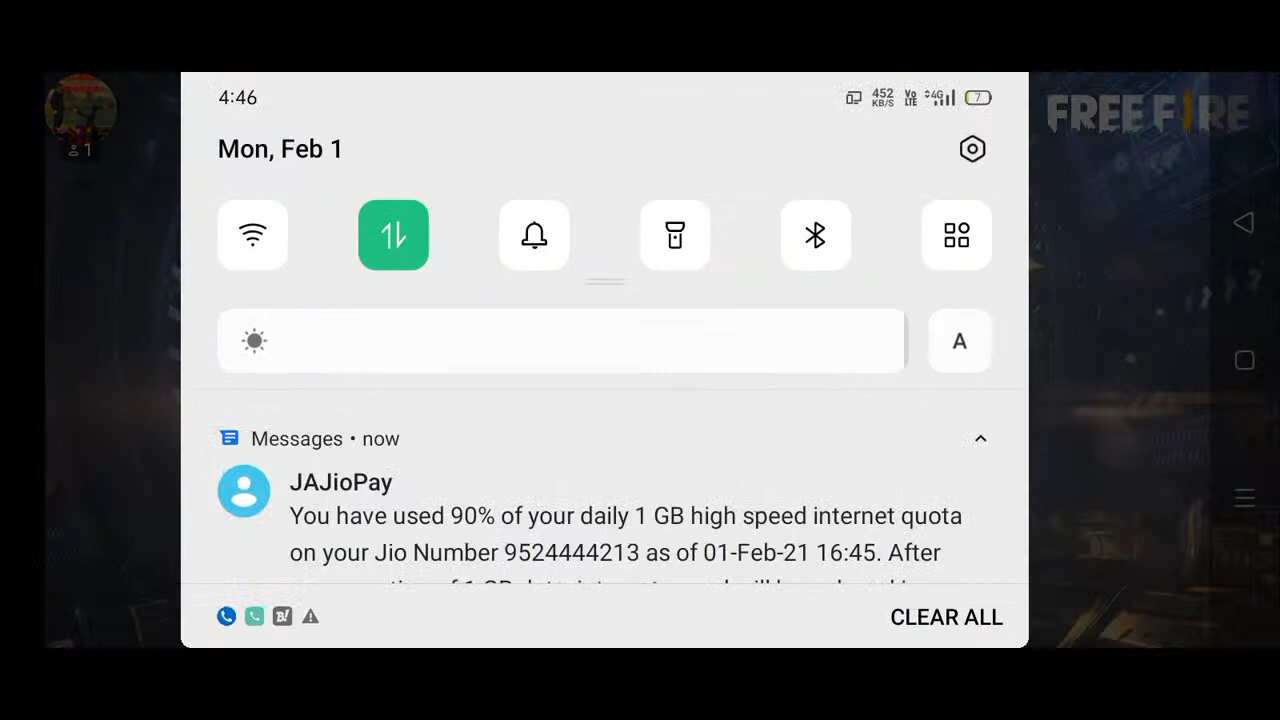 4:46
452
KB/S
Vo
LTE
4G
7
FREE FIRE
Mon, Feb 1
1
A
Messages • now
JAJioPay
You have used 90% of your daily 1 GB high speed internet quota
on your Jio Number 9524444213 as of 01-Feb-21 16:45. After
B!
CLEAR ALL